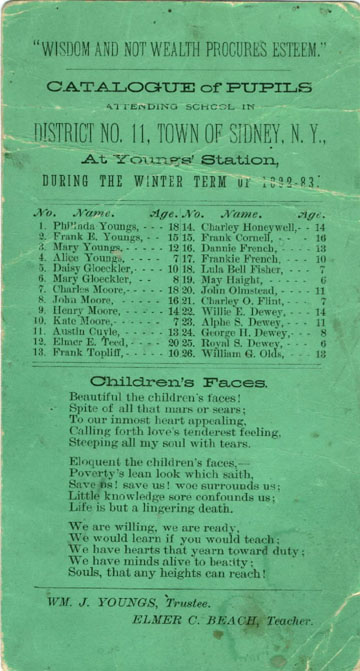 "WISDOM AND NOT WEALTH PROCURES ESTEEM."
CATALOGUE of PUPILS
ATTENDING SCHOOL IN
DISTRICT NO. 11, TOWN OF SIDNEY, N. Y.,
At Youngs' Station,
DURING THE WINTER TERM OF 1882-83.
No. Name. Age. No. Name. Age.
1. Philada Youngs, - - 18 14. Charley Honeywell, - 14
2. Frank E. Youngs, - - 15 15. Frank Cornell, - - 16
3. Mary Youngs, - - - 12 16. Dannie French, - - 13
4. Alice Youngs, - - - 7 17. Frankie French, - - 10
5. Daisy Gloeckler, - - - 10 18. Lula Bell Fisher, - - 7
6. Mary Gloeckler, - - 8 19. May Haight, - - - 6
7. Charles Moore, - - - 18 20. John Olmstead, - - 11
8. John Moore, - - - 16 21. Charley O. Flint, - - 7
9. Henry Moore, - - - 14 22. Willie E. Dewey, - - 14
10. Kate Moore, - - - 7 23. Alphe S. Dewey, - - 11
11. Austin Cuyle, - - - 13 24. George H. Dewey, - - 8
12. Elmer E. Teed, - - - 20 25. Royal S. Dewey, - - 6
13. Frank Topliff, - - - 10 26. William G. Olds, - - 13
Children's Faces.
Beautiful the children's faces!
Spite of all that mars or sears;
To our inmost heart appealing,
Calling forth love's tenderest feeling,
Steeping all my soul with tears.
Eloquent the children's faces,—
Poverty's lean look which saith,
Save us! save us! woe surrounds us;
Little knowledge sore confounds us;
Life is but a lingering death.
We are willing, we are ready,
We would learn if you would teach;
We have hearts that yearn toward duty;
We have minds alive to beauty;
Souls, that any heights can reach!
WM. J. YOUNGS, Trustee.
ELMER C. BEACH, Teacher.